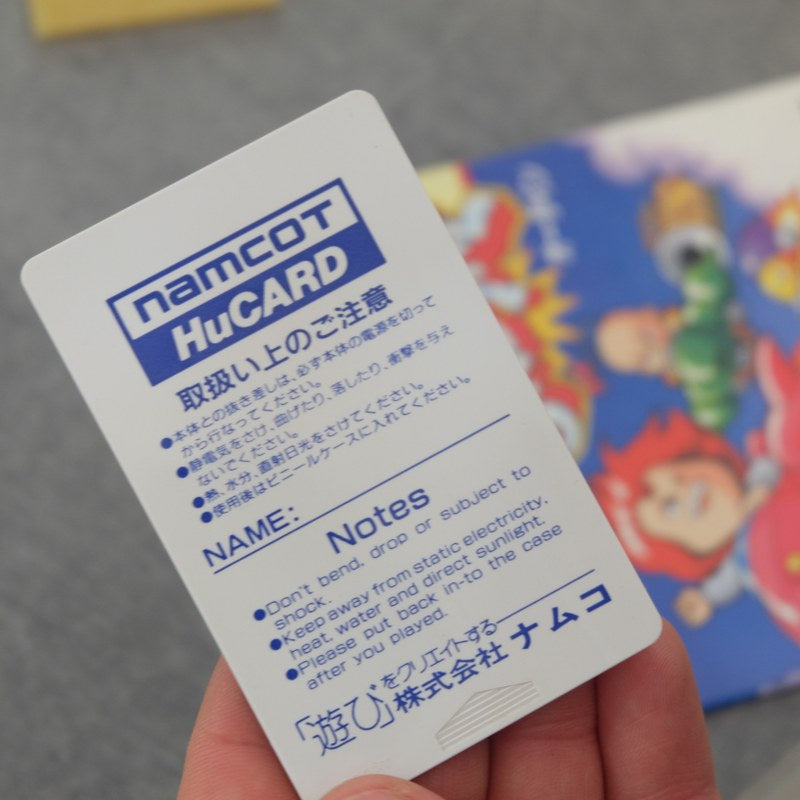 namcoT
HuCARD
取扱い上のご注意
●本体との抜き差しは、必ず本体の電源を切って
から行なってください。
●静電気をさけ、曲げたり、落したり、衝撃を与え
ないでください。
●熱、水分、直射日光をさけてください。
●使用後はビニールケースに入れてください。
NAME:
Notes
●Don't bend, drop or subject to
shock.
●Keep away from static electricity,
heat, water and direct sunlight.
●Please put back in-to the case
after you played.
「遊び」をクリエイトする
株式会社 ナムコ